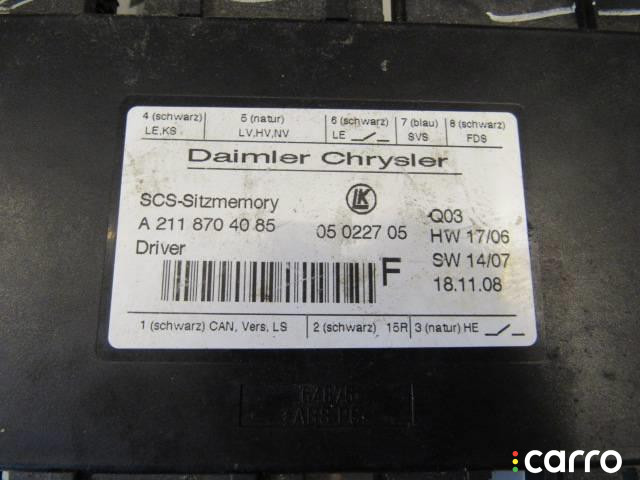 4 (schwarz) 5 (natur) 6 (schwarz) 7 (blau) 8 (schwarz)
LE,KS LV,HV,NV LE SVS FDS
Daimler Chrysler
SCS-Sitzmemory LK Q03
A 211 870 40 85 05 0227 05 HW 17/06
Driver F SW 14/07
18.11.08
1 (schwarz) CAN, Vers, LS 2 (schwarz) 15R 3 (natur) HE
carro